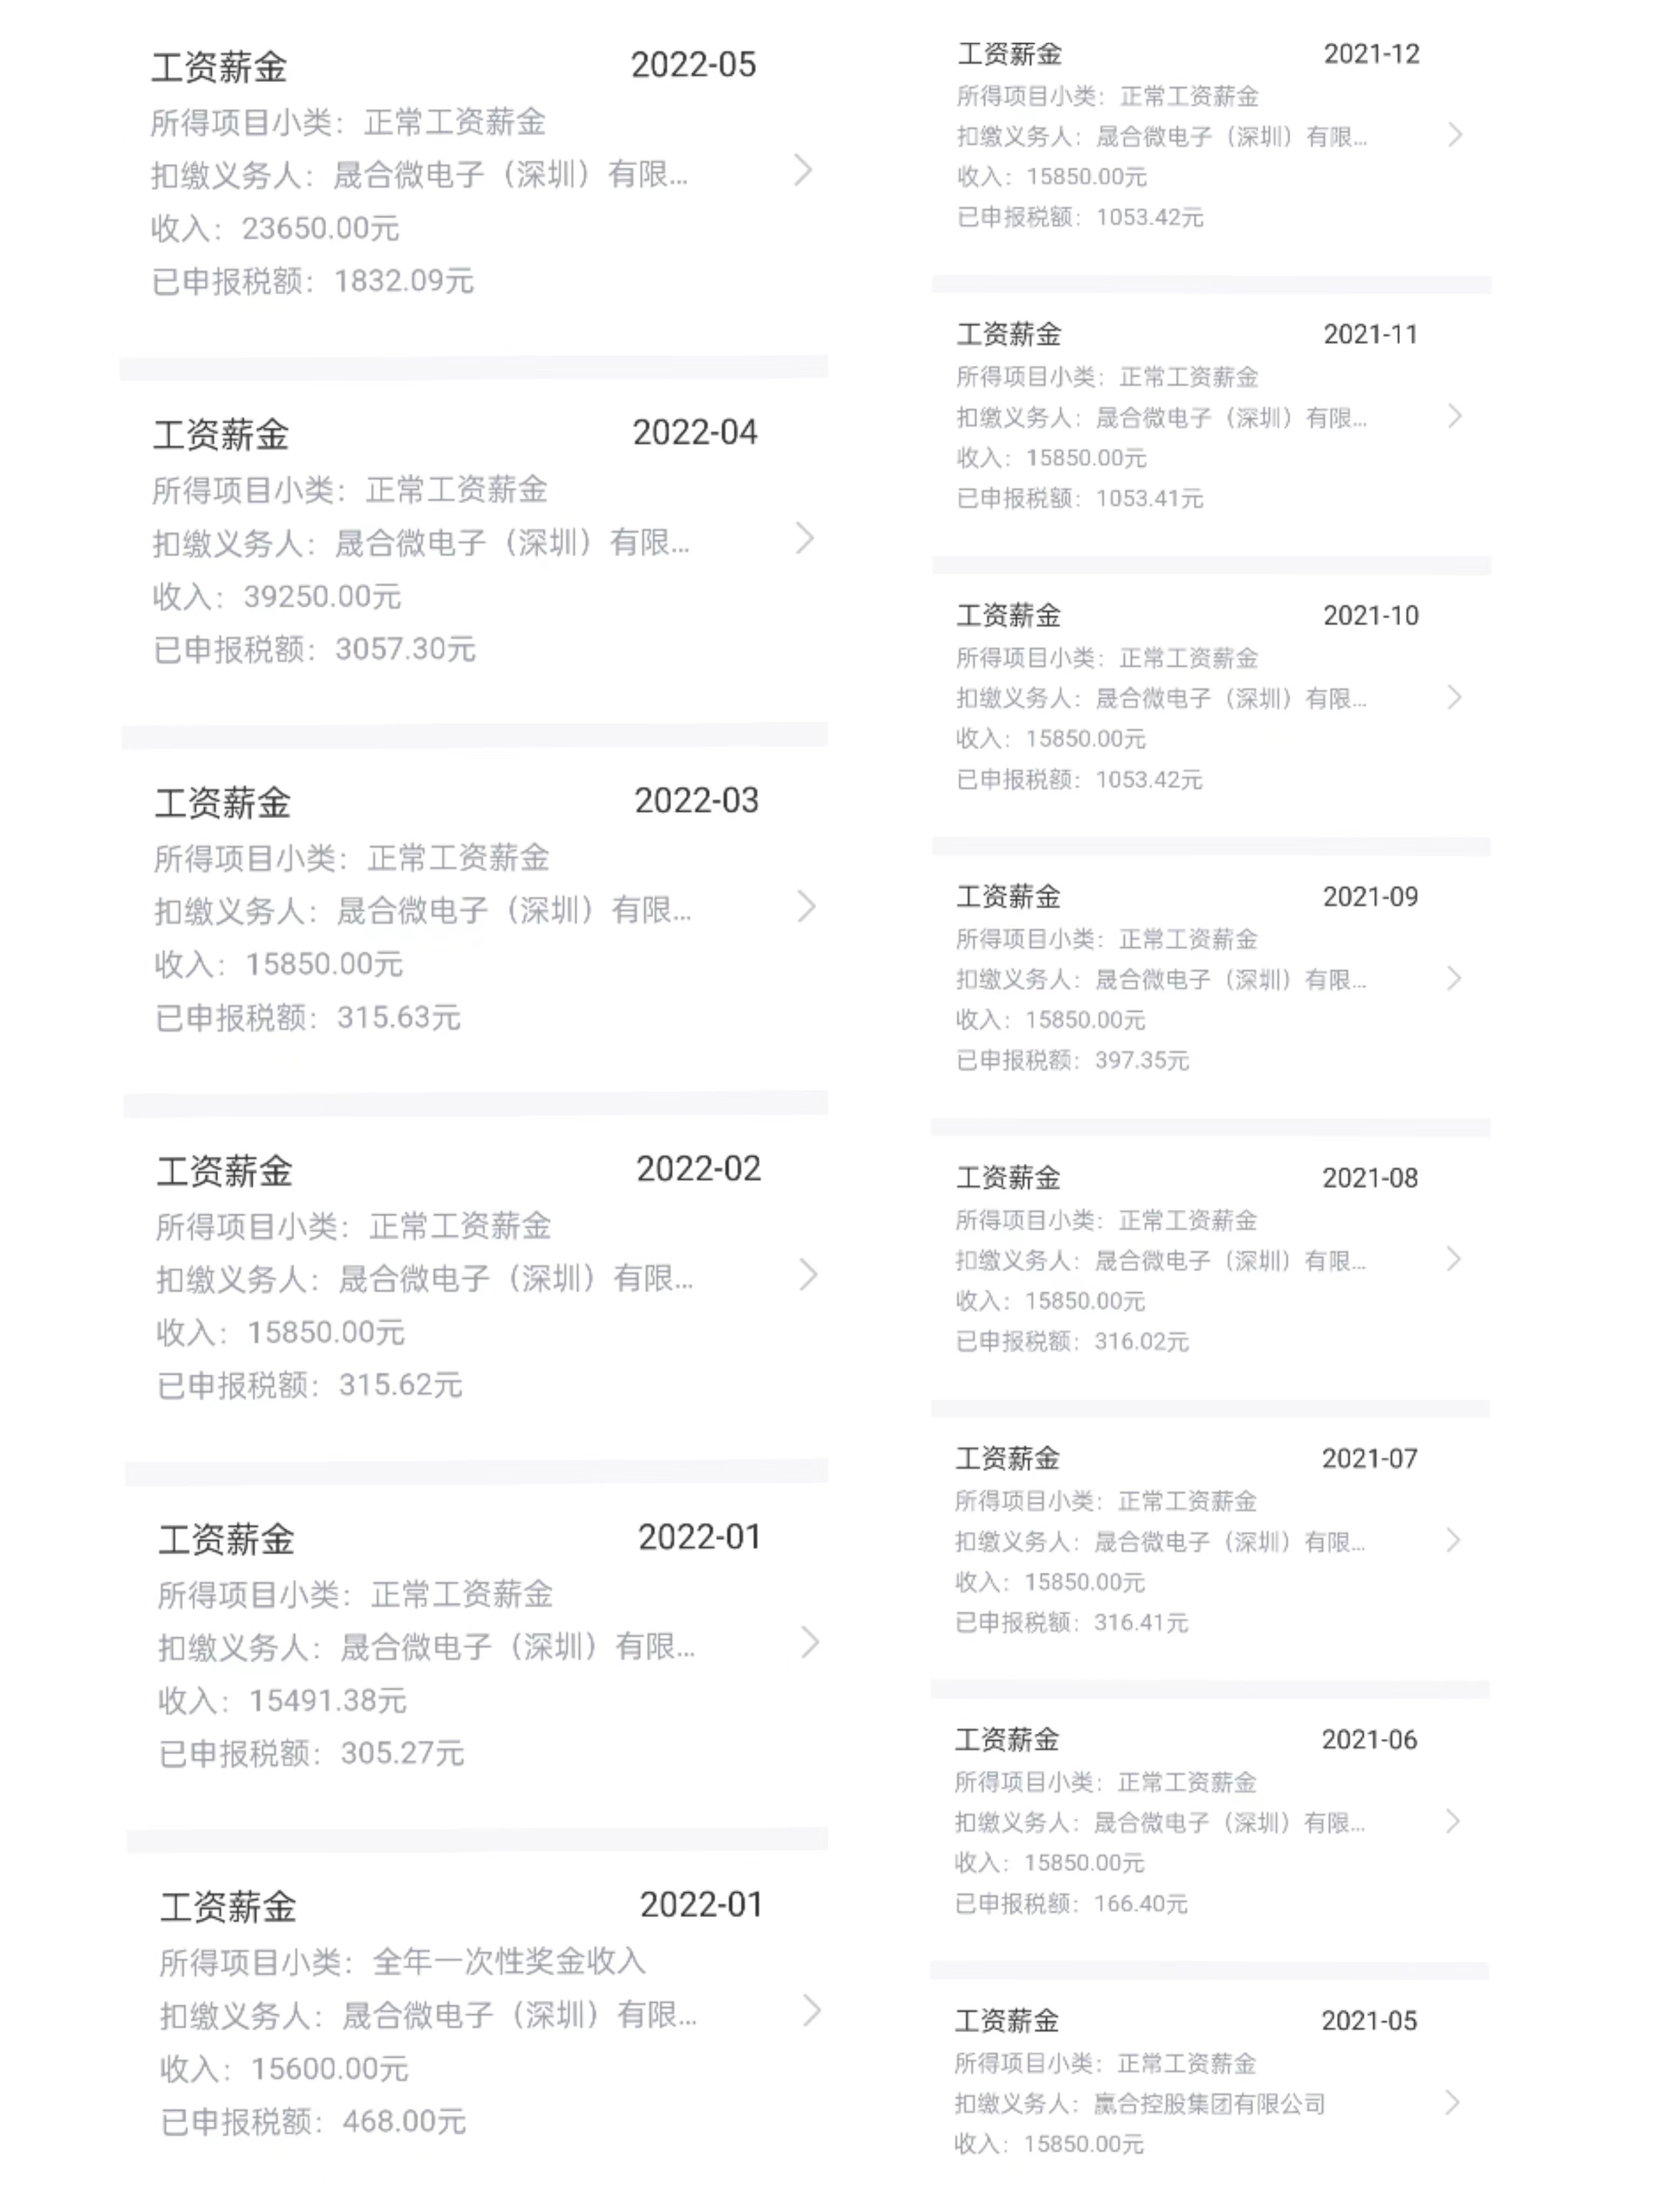 工资薪金 2022-05
所得项目小类：正常工资薪金
扣缴义务人：晟合微电子（深圳）有限...
收入：23650.00元
已申报税额：1832.09元
工资薪金 2022-04
所得项目小类：正常工资薪金
扣缴义务人：晟合微电子（深圳）有限...
收入：39250.00元
已申报税额：3057.30元
工资薪金 2022-03
所得项目小类：正常工资薪金
扣缴义务人：晟合微电子（深圳）有限...
收入：15850.00元
已申报税额：315.63元
工资薪金 2022-02
所得项目小类：正常工资薪金
扣缴义务人：晟合微电子（深圳）有限...
收入：15850.00元
已申报税额：315.62元
工资薪金 2022-01
所得项目小类：正常工资薪金
扣缴义务人：晟合微电子（深圳）有限...
收入：15491.38元
已申报税额：305.27元
工资薪金 2022-01
所得项目小类：全年一次性奖金收入
扣缴义务人：晟合微电子（深圳）有限...
收入：15600.00元
已申报税额：468.00元
工资薪金 2021-12
所得项目小类：正常工资薪金
扣缴义务人：晟合微电子（深圳）有限...
收入：15850.00元
已申报税额：1053.42元
工资薪金 2021-11
所得项目小类：正常工资薪金
扣缴义务人：晟合微电子（深圳）有限...
收入：15850.00元
已申报税额：1053.41元
工资薪金 2021-10
所得项目小类：正常工资薪金
扣缴义务人：晟合微电子（深圳）有限...
收入：15850.00元
已申报税额：1053.42元
工资薪金 2021-09
所得项目小类：正常工资薪金
扣缴义务人：晟合微电子（深圳）有限...
收入：15850.00元
已申报税额：397.35元
工资薪金 2021-08
所得项目小类：正常工资薪金
扣缴义务人：晟合微电子（深圳）有限...
收入：15850.00元
已申报税额：316.02元
工资薪金 2021-07
所得项目小类：正常工资薪金
扣缴义务人：晟合微电子（深圳）有限...
收入：15850.00元
已申报税额：316.41元
工资薪金 2021-06
所得项目小类：正常工资薪金
扣缴义务人：晟合微电子（深圳）有限...
收入：15850.00元
已申报税额：166.40元
工资薪金 2021-05
所得项目小类：正常工资薪金
扣缴义务人：赢合控股集团有限公司
收入：15850.00元